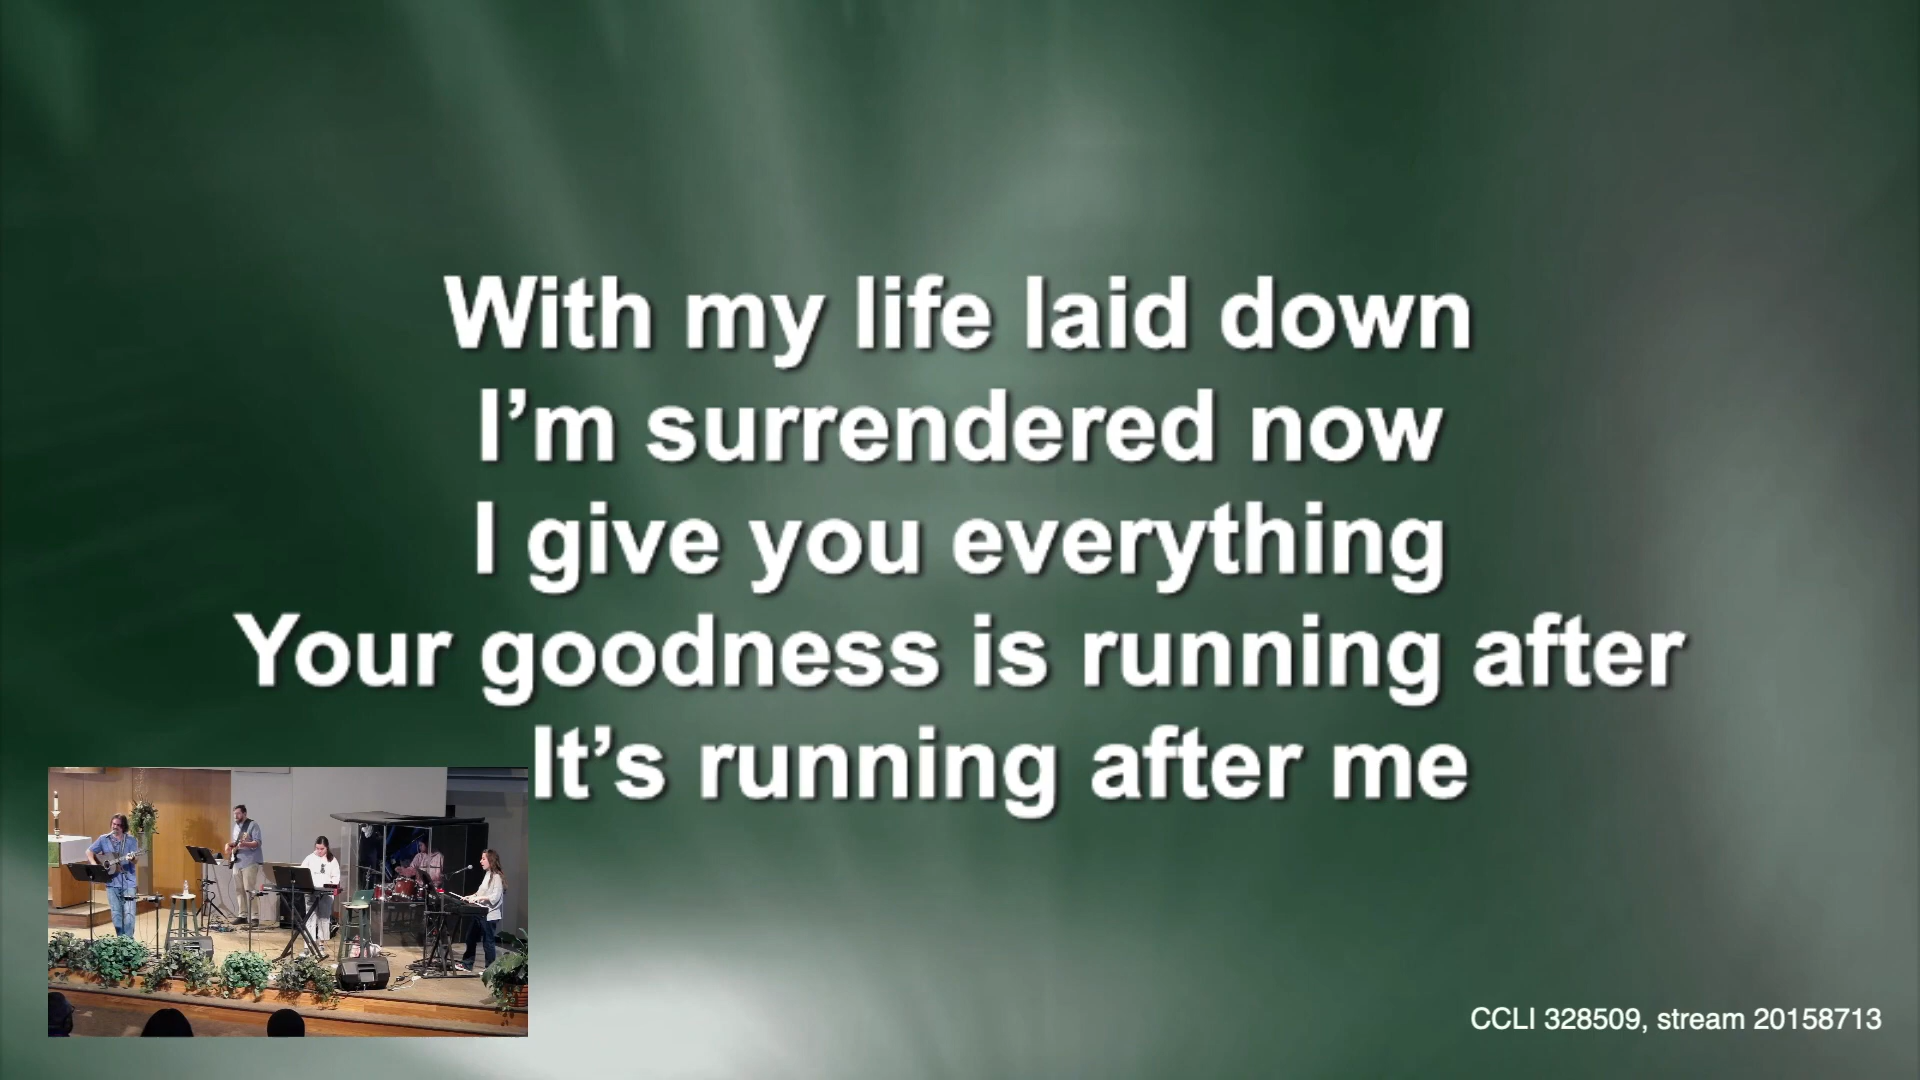 With my life laid down
I’m surrendered now
I give you everything
Your goodness is running after
It’s running after me
CCLI 328509, stream 20158713